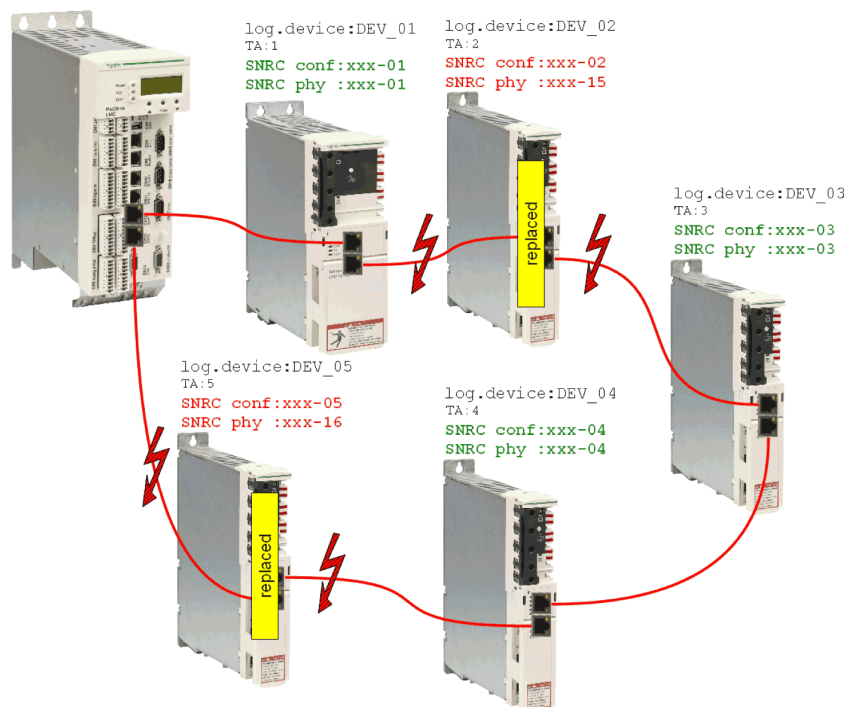 log.device:DEV_01
TA:1
SNRC conf:xxx-01
SNRC phy :xxx-01
log.device:DEV_02
TA:2
SNRC conf:xxx-02
SNRC phy :xxx-15
replaced
log.device:DEV_03
TA:3
SNRC conf:xxx-03
SNRC phy :xxx-03
log.device:DEV_05
TA:5
SNRC conf:xxx-05
SNRC phy :xxx-16
replaced
log.device:DEV_04
TA:4
SNRC conf:xxx-04
SNRC phy :xxx-04